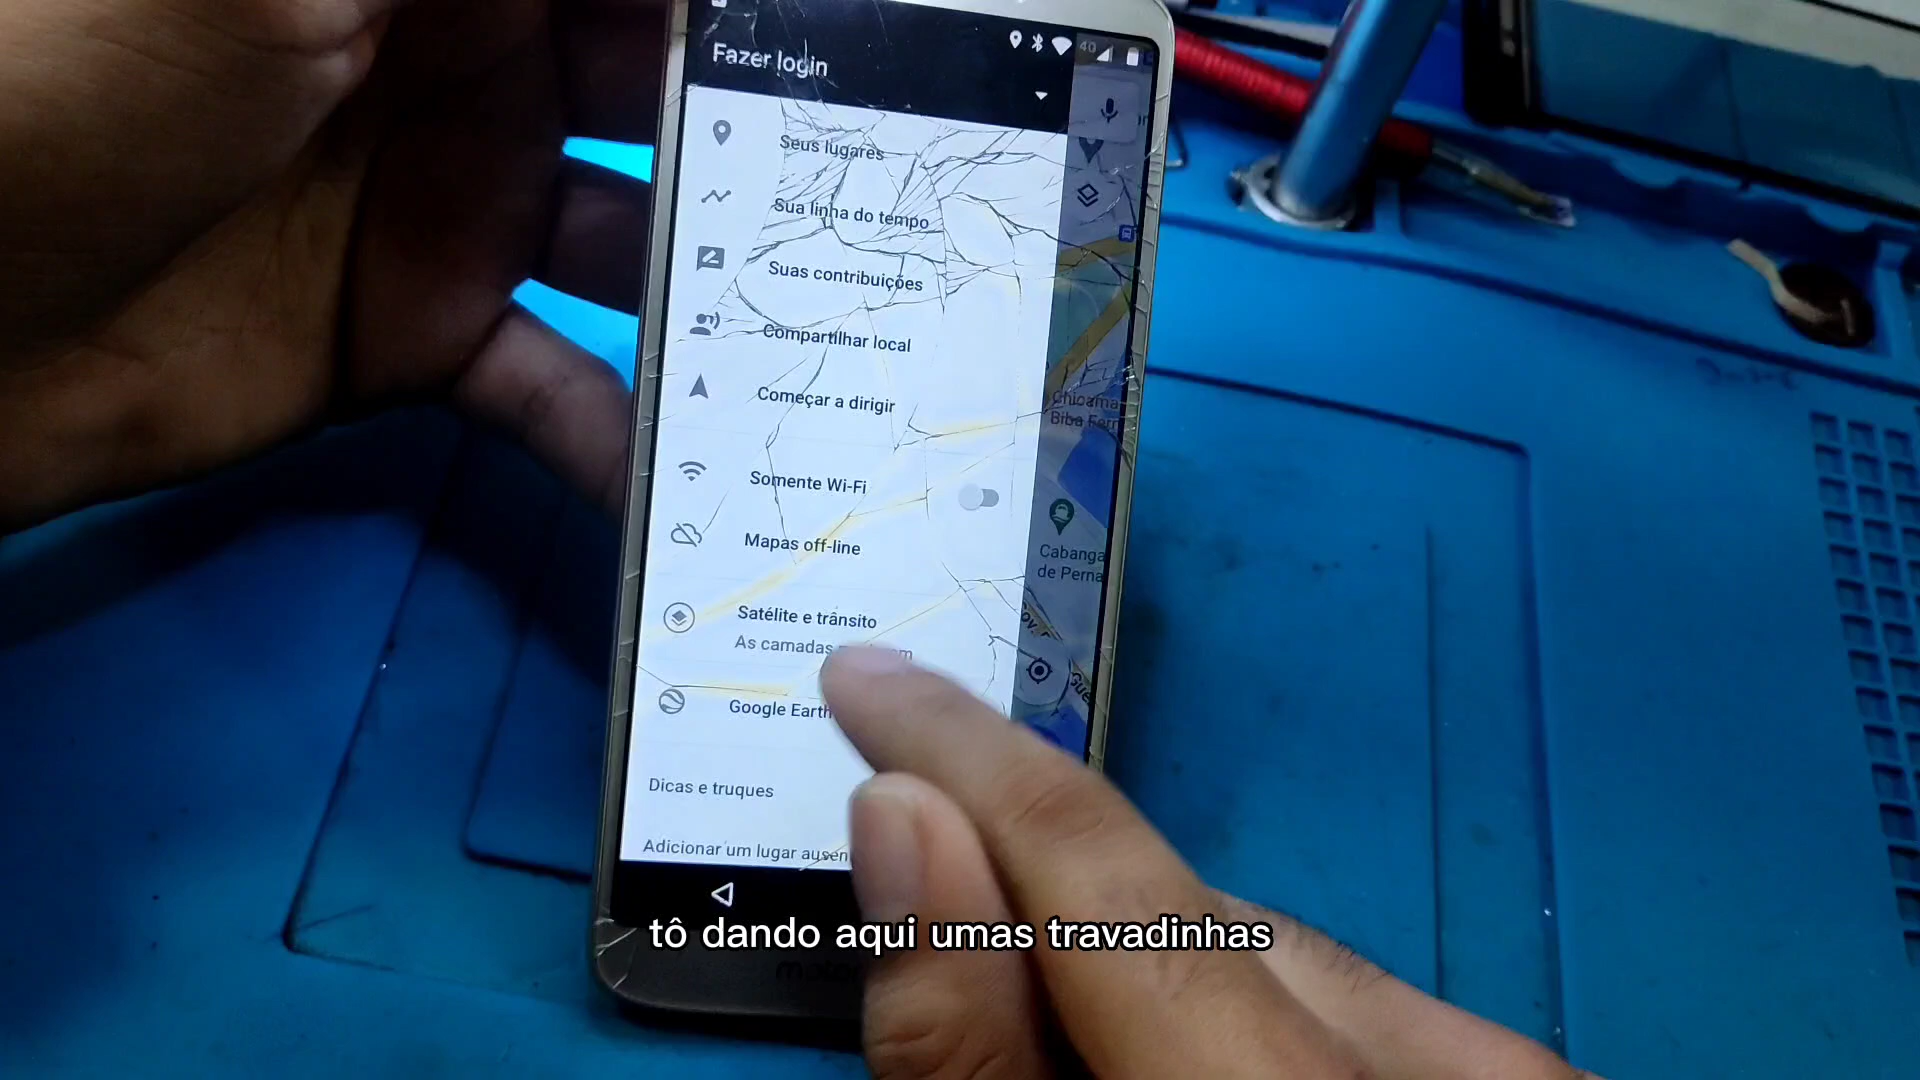 40
Fazer login
Seus lugares
Sua linha do tempo
Suas contribuições
Compartilhar local
Começar a dirigir
Somente Wi-Fi
Mapas off-line
Satélite e trânsito
As camadas
Google Earth
Dicas e truques
Adicionar um lugar ausen
Chicama
Biba Ferr
Cabanga
de Perna
tô dando aqui umas travadinhas